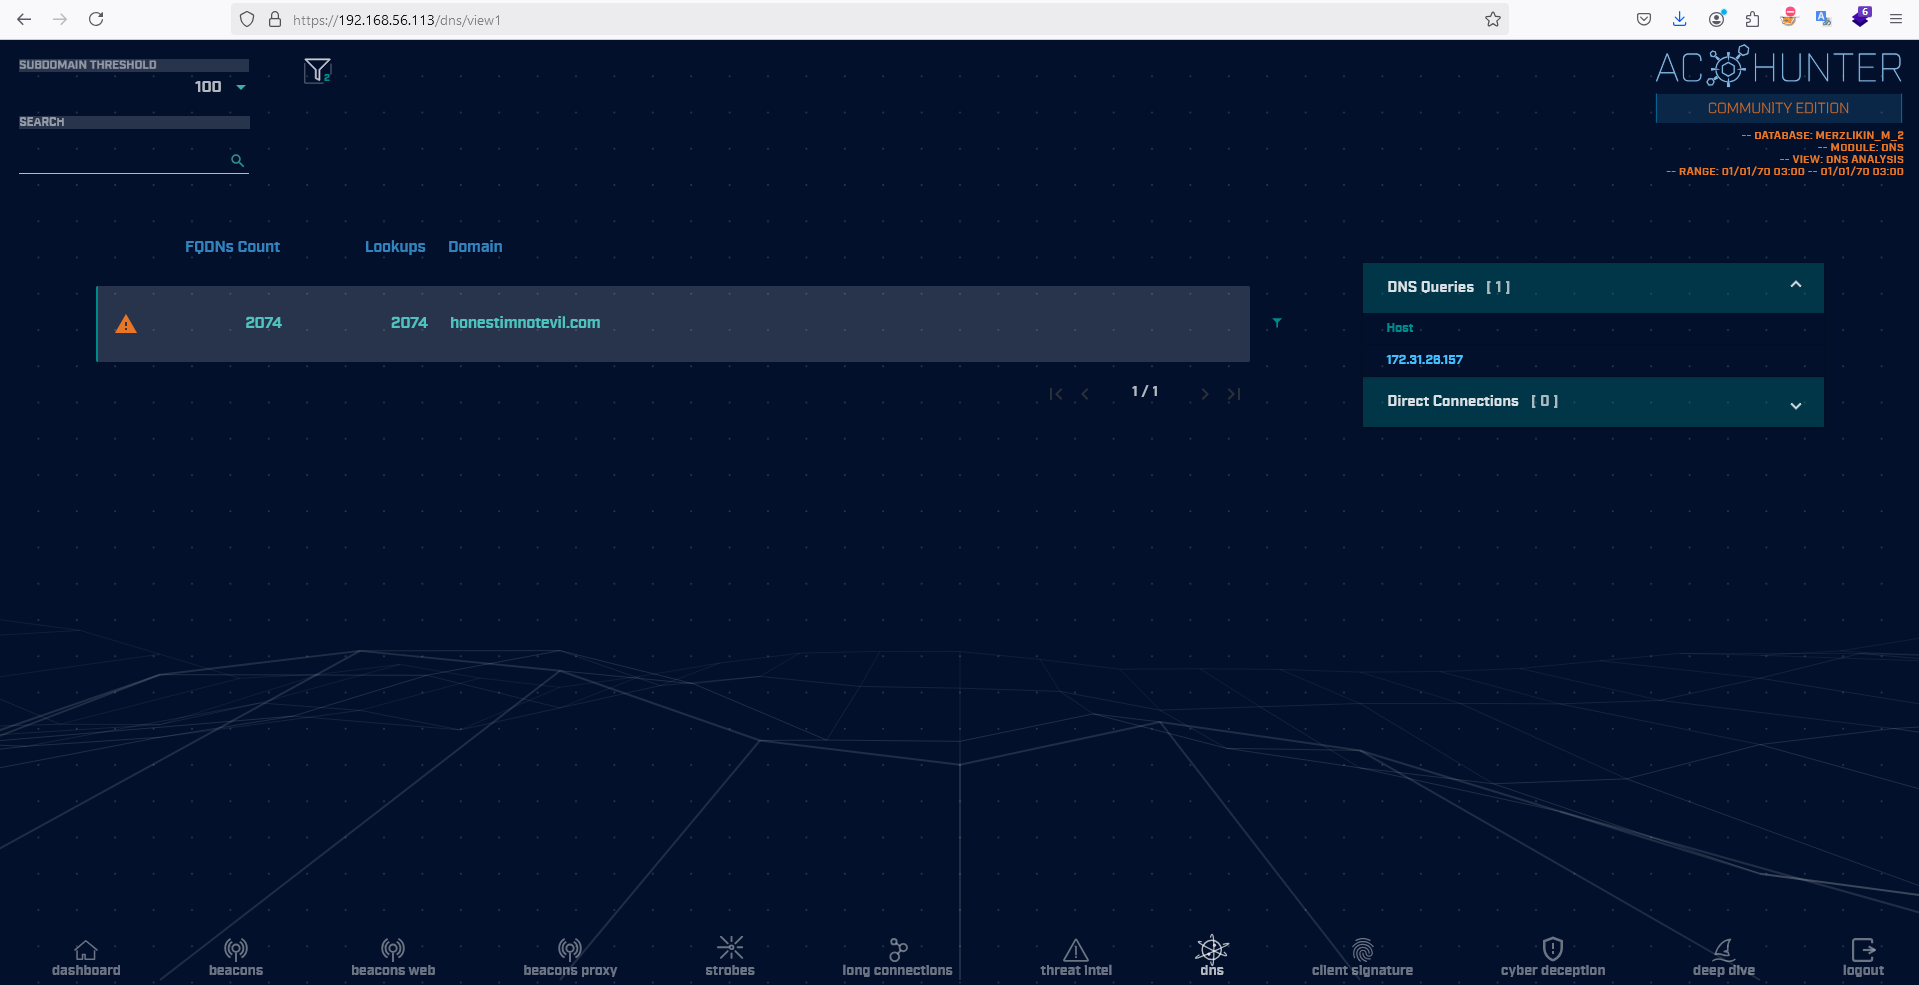 https://192.168.56.113/dns/view1
6
SUBDOMAIN THRESHOLD
100
2
SEARCH
AC HUNTER
COMMUNITY EDITION
-- DATABASE: MERZLIKIN_M_2
-- MODULE: DNS
-- VIEW: DNS ANALYSIS
-- RANGE: 01/01/70 03:00 -- 01/01/70 03:00
FQDNs Count Lookups Domain
2074 2074 honestimnotevil.com
1 / 1
DNS Queries [ 1 ]
Host
172.31.28.157
Direct Connections [ 0 ]
dashboard beacons beacons web beacons proxy strobes long connections threat intel dns client signature cyber deception deep dive logout